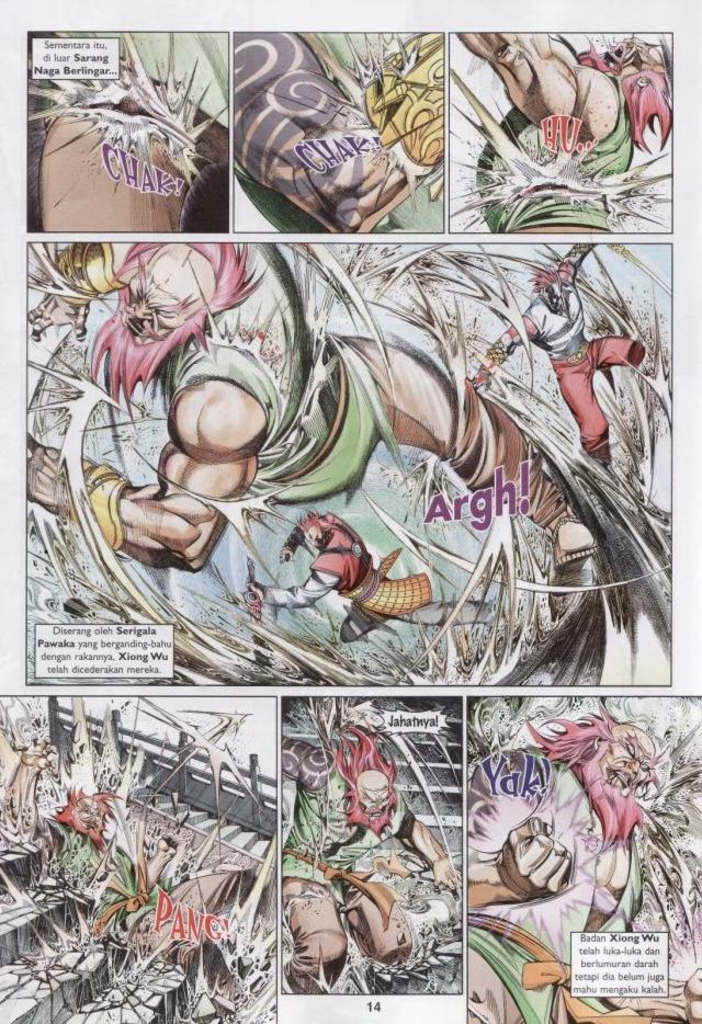 Sementara itu,
di luar Sarang
Naga Berlingar...
CHAK!
CHAK!
HU...
Argh!
Diserang oleh Serigala
Pawaka yang berganding-bahu
dengan rakannya, Xiong Wu
telah dicederakan mereka.
PANG!
Jahatnya!
Yak!
Badan Xiong Wu
telah luka-luka dan
berlumuran darah
tetapi dia belum juga
mahu mengaku kalah.
14